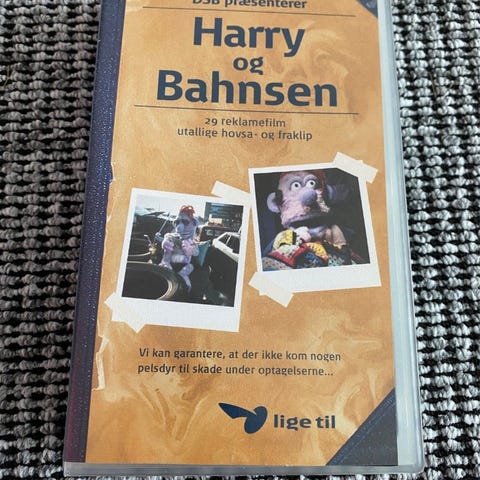 DSB præsenterer
Harry
og
Bahnsen
29 reklamefilm
utallige hovsa- og fraklip
Vi kan garantere, at der ikke kom nogen
pelsdyr til skade under optagelserne...
lige til